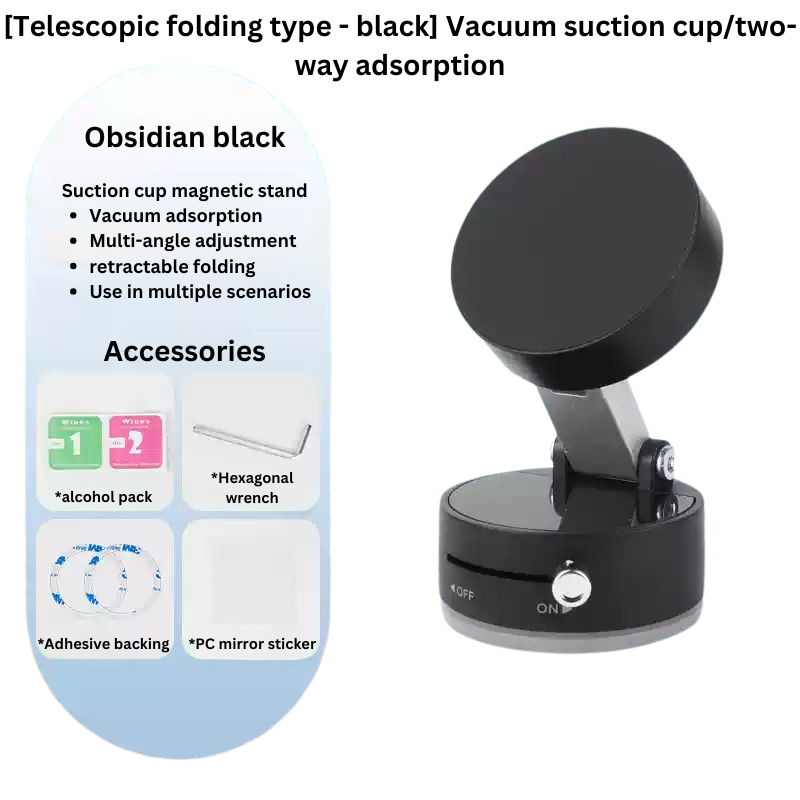 [Telescopic folding type - black] Vacuum suction cup/two-
way adsorption
Obsidian black
Suction cup magnetic stand
• Vacuum adsorption
• Multi-angle adjustment
• retractable folding
• Use in multiple scenarios
Accessories
Wipes
1
Wipes
2
*alcohol pack
*Hexagonal
wrench
*Adhesive backing
*PC mirror sticker
◀OFF
ON▶